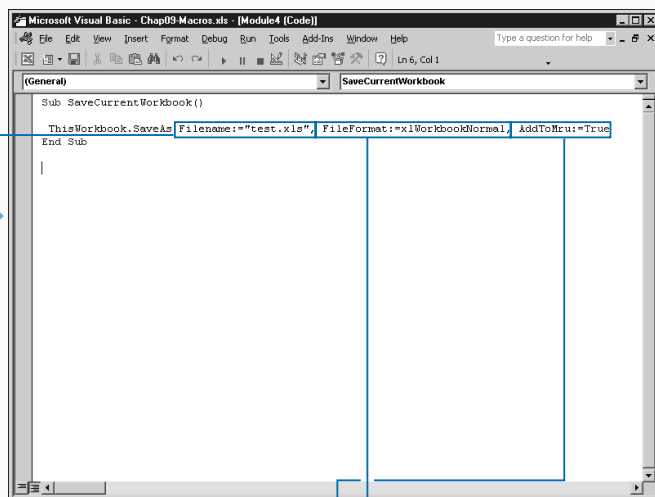 Microsoft Visual Basic - Chap09-Macros.xls - [Module4 (Code)]
File Edit View Insert Format Debug Run Tools Add-Ins Window Help Type a question for help
Ln 6, Col 1
(General) SaveCurrentWorkbook
Sub SaveCurrentWorkbook()
ThisWorkbook.SaveAs Filename:="test.xls", FileFormat:=xlWorkbookNormal, AddToMru:=True
End Sub